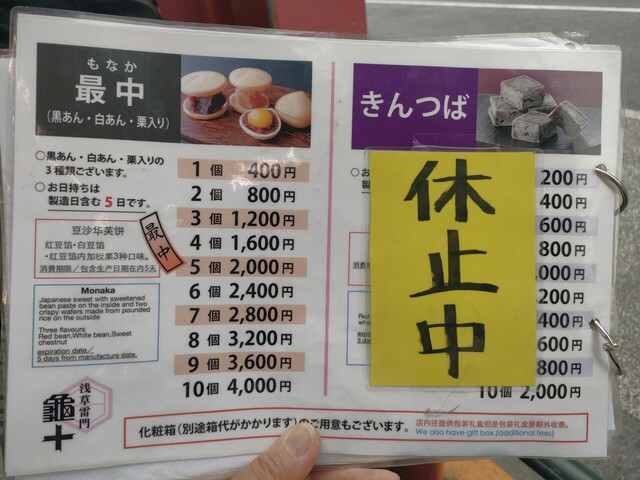 もなか
最中
(黒あん・白あん・栗入り)
○黒あん・白あん・栗入りの
3種類ございます。
○お日持ちは
製造日含む5日です。
豆沙华芙饼
红豆馅・白豆馅
・红豆馅内加板栗3种口味。
消费期限／包含生产日期在内5天
最中
Monaka
Japanese sweet with sweetened
bean paste on the inside and two
crispy wafers made from pounded
rice on the outside
Three flavours
Red bean,White bean,Sweet
chestnut
expiration date／
5 days from manufacture date.
1個 400円
2個 800円
3個 1,200円
4個 1,600円
5個 2,000円
6個 2,400円
7個 2,800円
8個 3,200円
9個 3,600円
10個 4,000円
浅草雷門
龜十
きんつば
休止中
200円
400円
600円
800円
,000円
,200円
400円
600円
800円
10個 2,000円
化粧箱(別途箱代がかかります)のご用意もございます。
店内还提供包装礼盒但是包装礼盒要额外收费。
We also have gift box.(additional fees)